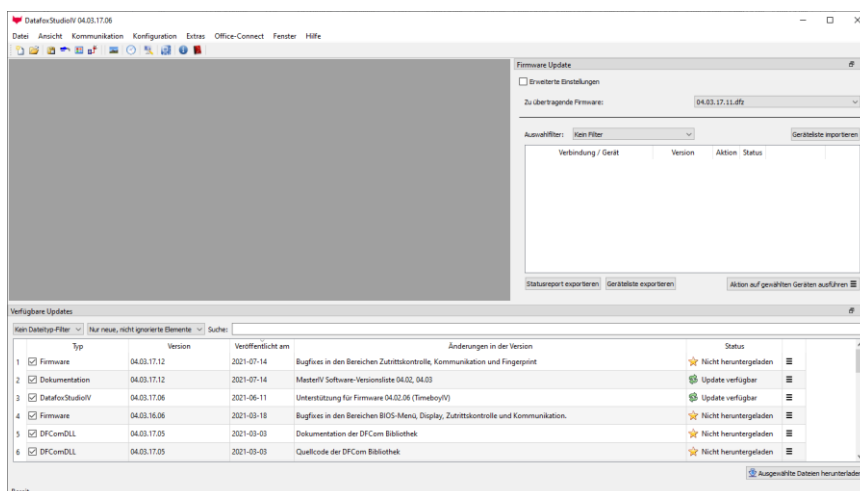 DatafoxStudioIV 04.03.17.06
Datei Ansicht Kommunikation Konfiguration Extras Office-Connect Fenster Hilfe
Firmware Update
Erweiterte Einstellungen
Zu übertragende Firmware: 04.03.17.11.dfz
Auswahlfilter: Kein Filter Geräteliste importieren
Verbindung / Gerät Version Aktion Status
Statusreport exportieren Geräteliste exportieren Aktion auf gewählten Geräten ausführen
Verfügbare Updates
Kein Dateityp-Filter Nur neue, nicht ignorierte Elemente Suche:
Typ Version Veröffentlicht am Änderungen in der Version Status
1 Firmware 04.03.17.12 2021-07-14 Bugfixes in den Bereichen Zutrittskontrolle, Kommunikation und Fingerprint Nicht heruntergeladen
2 Dokumentation 04.03.17.12 2021-07-14 MasterIV Software-Versionsliste 04.02, 04.03 Update verfügbar
3 DatafoxStudioIV 04.03.17.06 2021-06-11 Unterstützung für Firmware 04.02.06 (TimeboyIV) Update verfügbar
4 Firmware 04.03.16.06 2021-03-18 Bugfixes in den Bereichen BIOS-Menü, Display, Zutrittskontrolle und Kommunikation. Nicht heruntergeladen
5 DFComDLL 04.03.17.05 2021-03-03 Dokumentation der DFCom Bibliothek Nicht heruntergeladen
6 DFComDLL 04.03.17.05 2021-03-03 Quellcode der DFCom Bibliothek Nicht heruntergeladen
Ausgewählte Dateien herunterladen